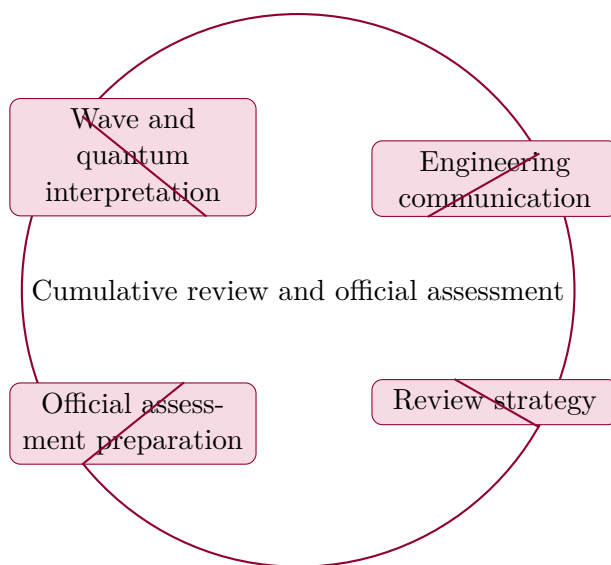 Wave and
quantum
interpretation
Engineering
communication
Cumulative review and official assessment
Official assess-
ment preparation
Review strategy